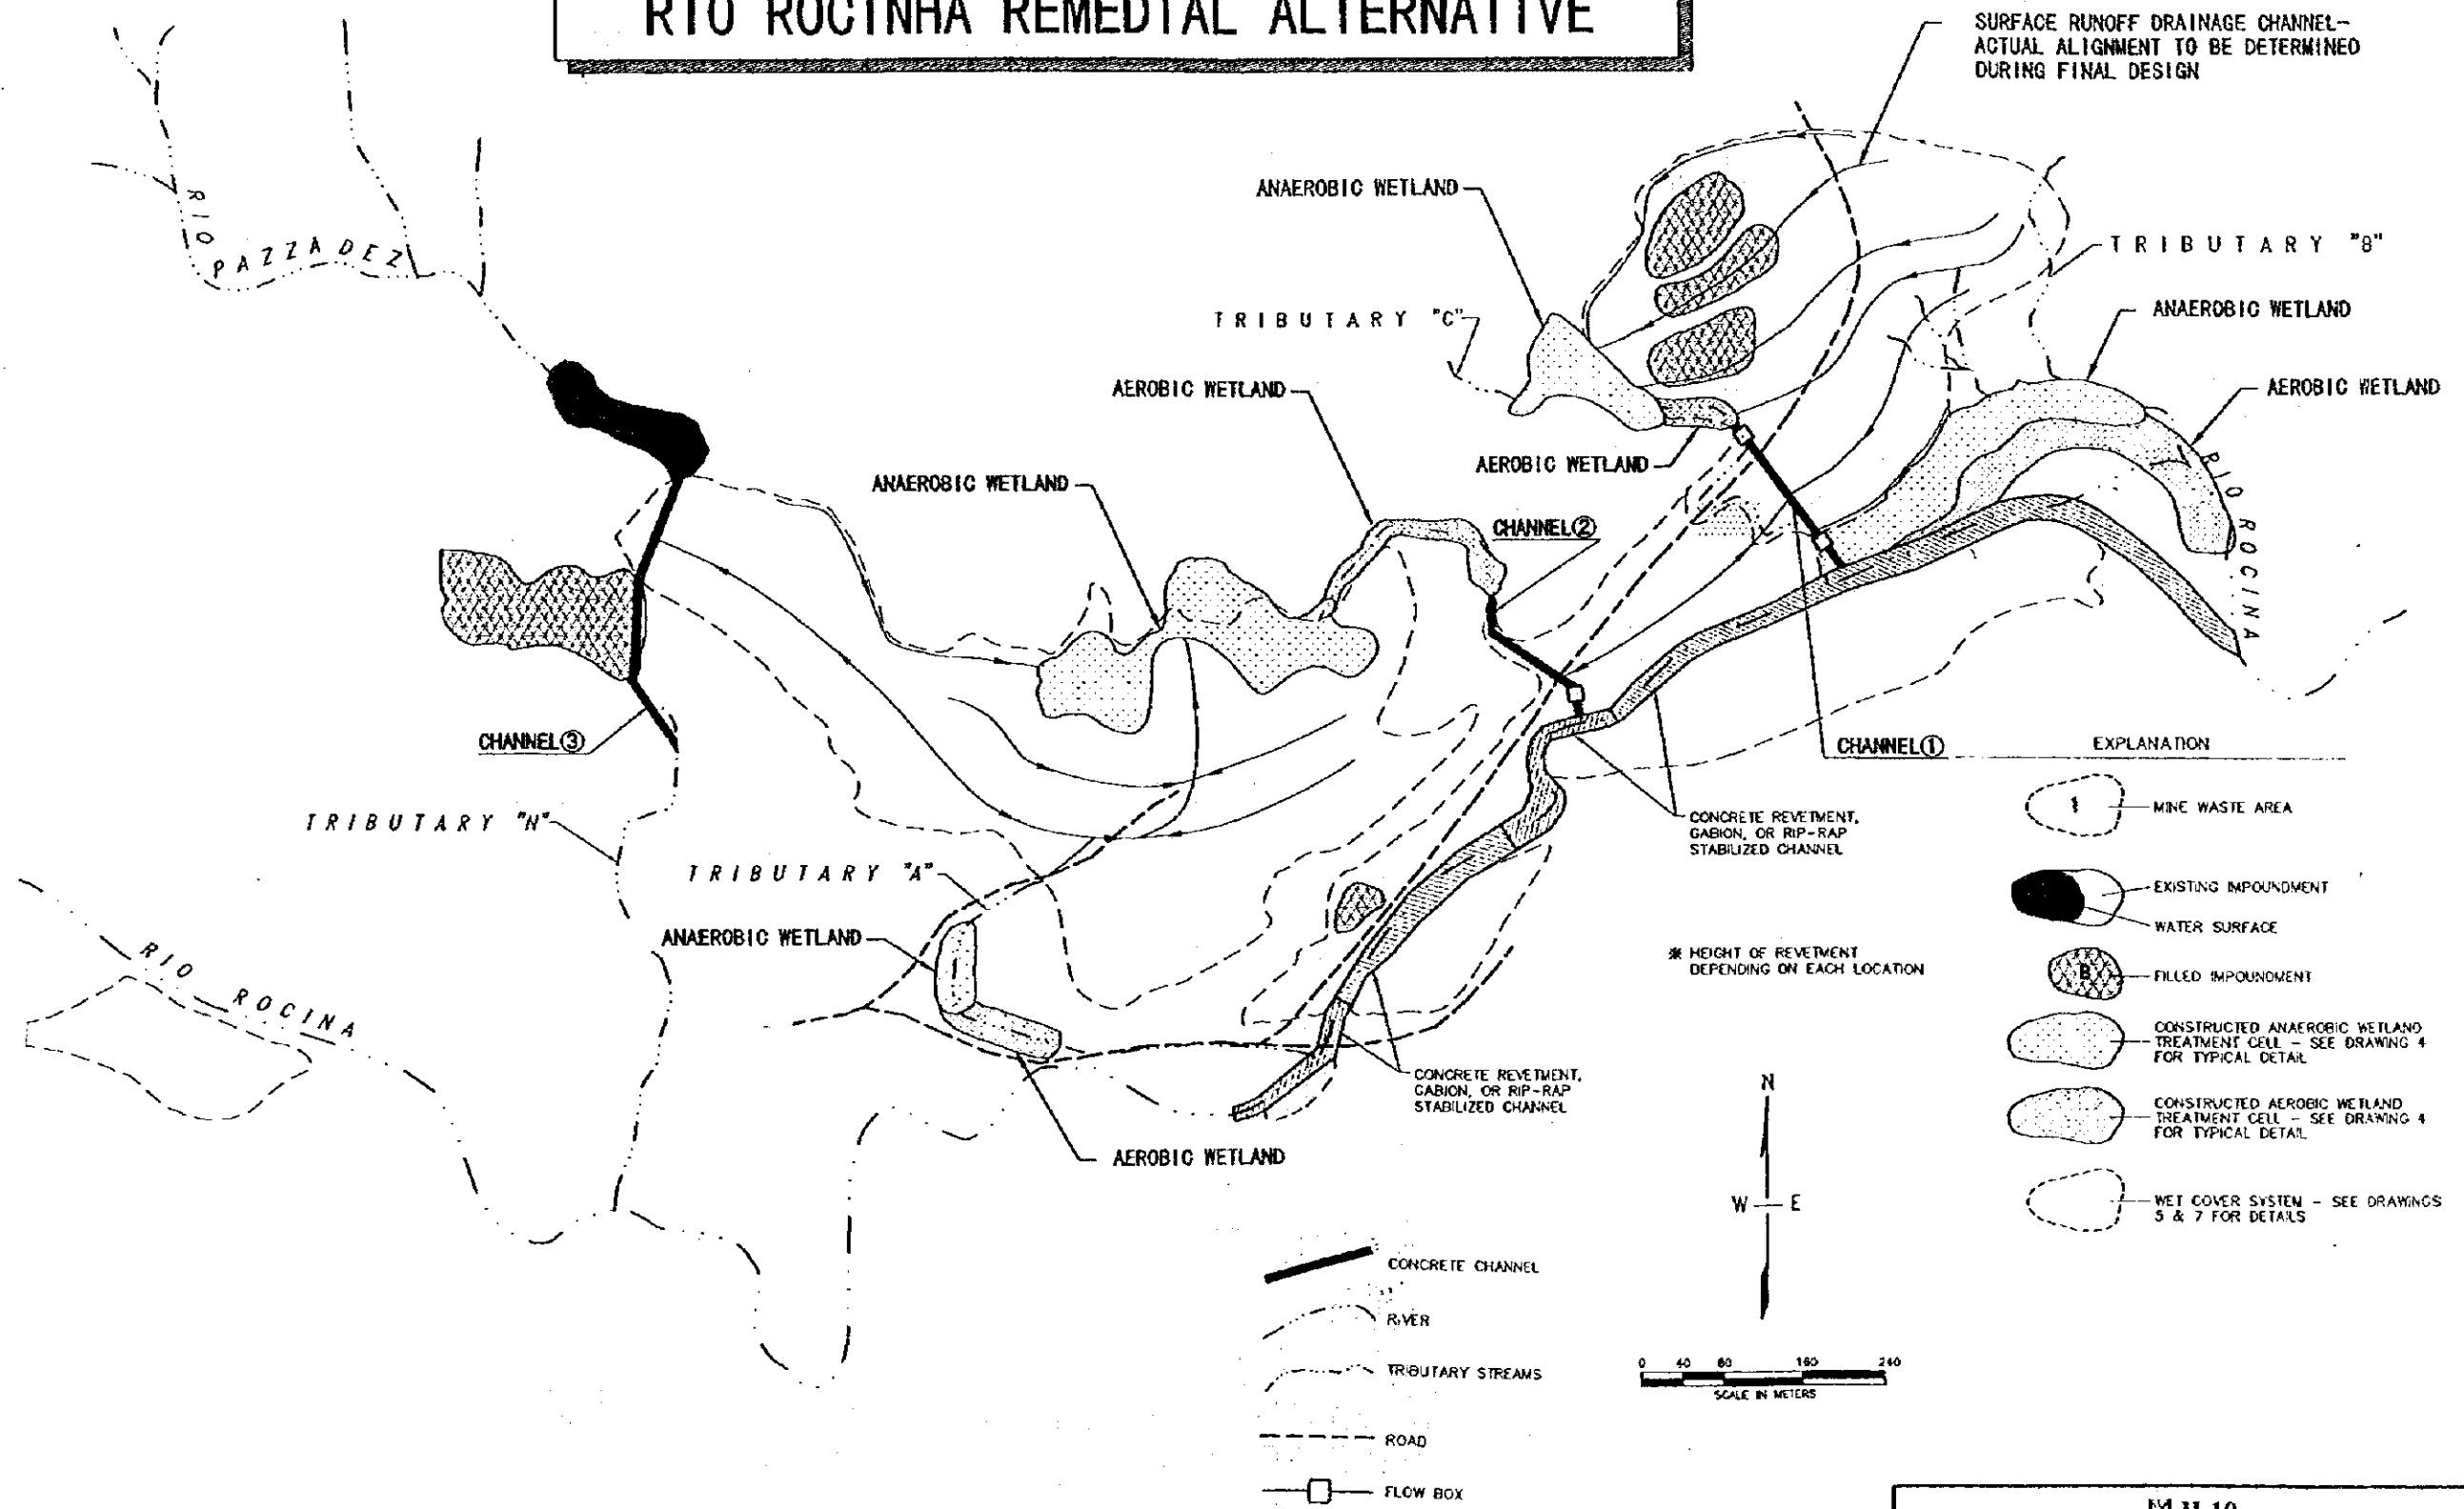 RIO ROCINHA REMEDIAL ALTERNATIVE
SURFACE RUNOFF DRAINAGE CHANNEL-
ACTUAL ALIGNMENT TO BE DETERMINED
DURING FINAL DESIGN
RIO
PAZZADEZ
ANAEROBIC WETLAND
TRIBUTARY "B"
TRIBUTARY "C"
ANAEROBIC WETLAND
AEROBIC WETLAND
AEROBIC WETLAND
AEROBIC WETLAND
ANAEROBIC WETLAND
RIO ROCINA
CHANNEL②
CHANNEL③
CHANNEL①
TRIBUTARY "N"
TRIBUTARY "A"
ANAEROBIC WETLAND
RIO ROCINA
AEROBIC WETLAND
CONCRETE REVETMENT,
GABION, OR RIP-RAP
STABILIZED CHANNEL
※ HEIGHT OF REVETMENT
DEPENDING ON EACH LOCATION
CONCRETE REVETMENT,
GABION, OR RIP-RAP
STABILIZED CHANNEL
EXPLANATION
1
MINE WASTE AREA
EXISTING IMPOUNDMENT
WATER SURFACE
B
FILLED IMPOUNDMENT
CONSTRUCTED ANAEROBIC WETLAND
TREATMENT CELL - SEE DRAWING 4
FOR TYPICAL DETAIL
CONSTRUCTED AEROBIC WETLAND
TREATMENT CELL - SEE DRAWING 4
FOR TYPICAL DETAIL
WET COVER SYSTEM - SEE DRAWINGS
5 & 7 FOR DETAILS
N
W E
CONCRETE CHANNEL
RIVER
TRIBUTARY STREAMS
ROAD
FLOW BOX
0 40 80 160 240
SCALE IN METERS